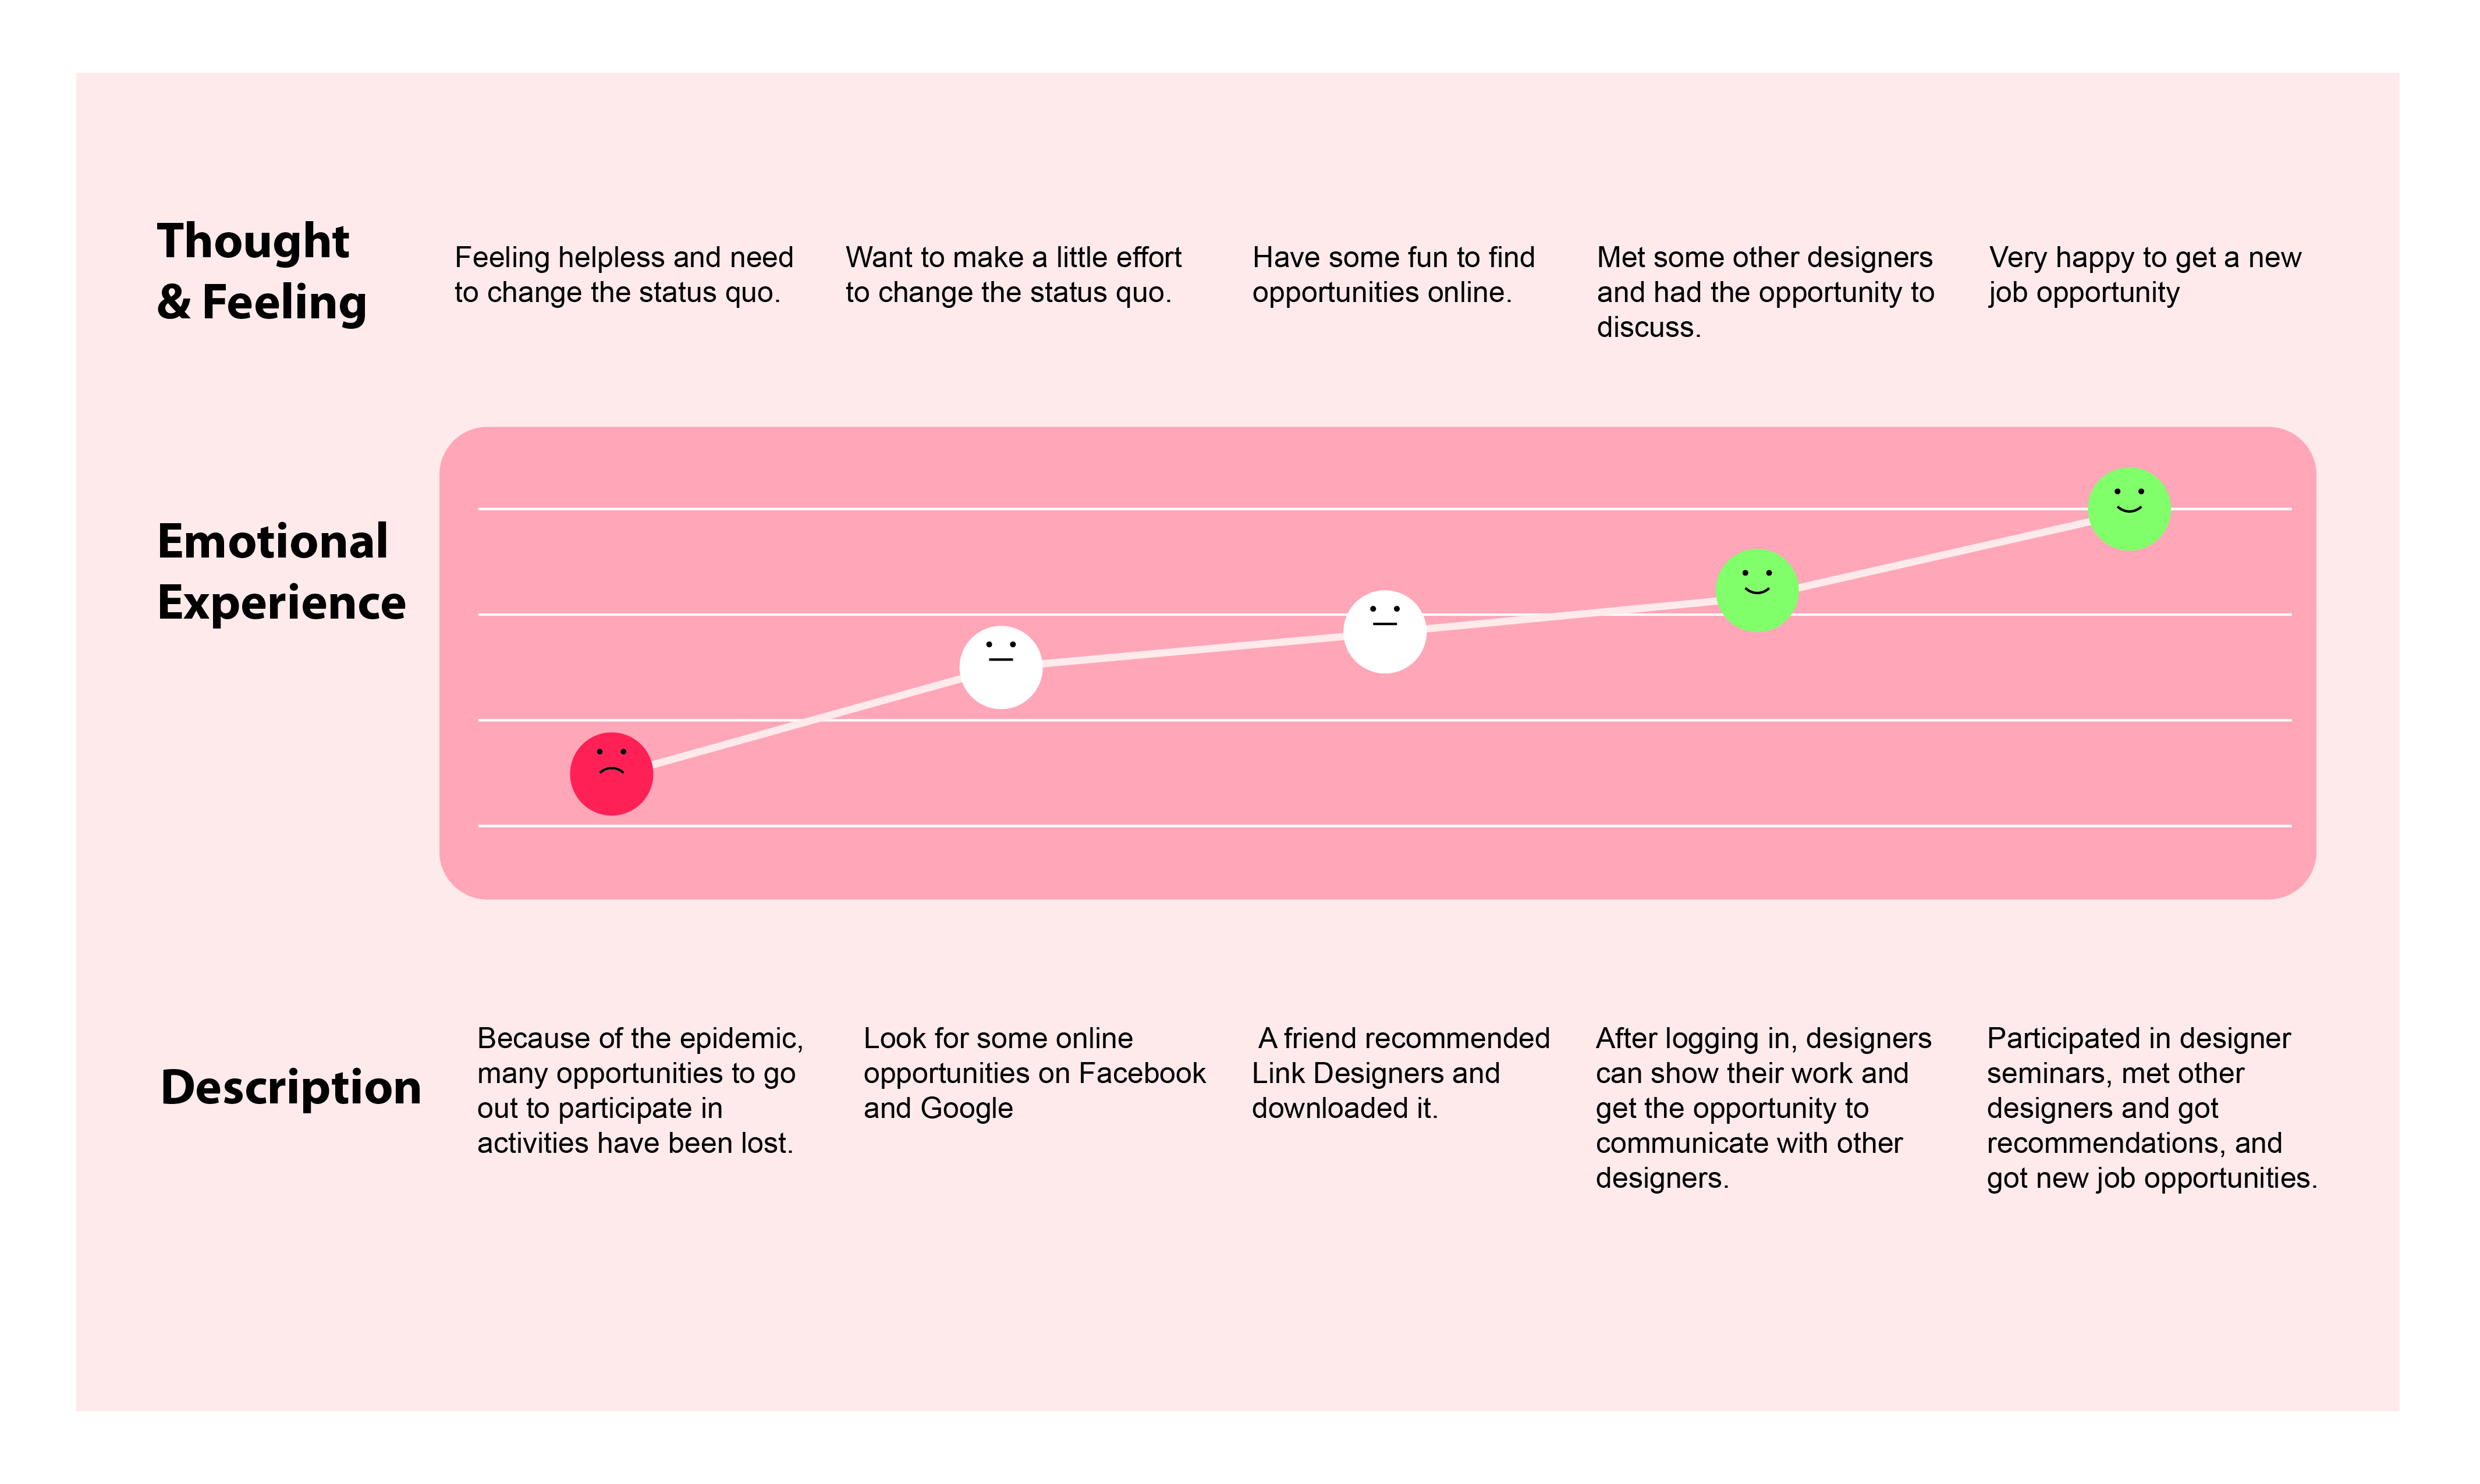 Thought
& Feeling
Feeling helpless and need
to change the status quo.
Want to make a little effort
to change the status quo.
Have some fun to find
opportunities online.
Met some other designers
and had the opportunity to
discuss.
Very happy to get a new
job opportunity
Emotional
Experience
Description
Because of the epidemic,
many opportunities to go
out to participate in
activities have been lost.
Look for some online
opportunities on Facebook
and Google
A friend recommended
Link Designers and
downloaded it.
After logging in, designers
can show their work and
get the opportunity to
communicate with other
designers.
Participated in designer
seminars, met other
designers and got
recommendations, and
got new job opportunities.